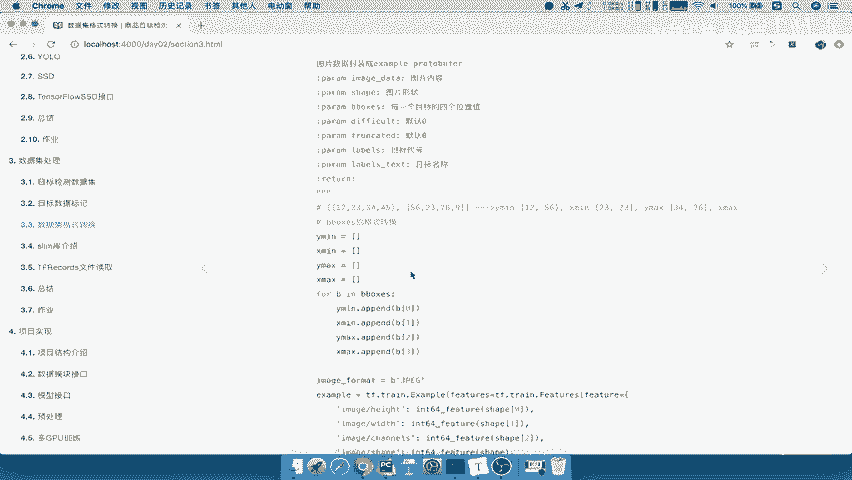 Chrome 文件 修改 视图 历史记录 书签 其他人 电动窗 帮助
100%
数据集格式转换 | 商品目标检测
localhost:4000/day02/section3.html
2.6. YOLO
2.7. SSD
2.8. TensorFlowSSD接口
2.9. 总结
2.10. 作业
3. 数据集处理
3.1. 目标检测数据集
3.2. 目标数据标记
3.3. 数据集格式转换
3.4. slim库介绍
3.5. TFRecords文件读取
3.6. 总结
3.7. 作业
4. 项目实现
4.1. 项目结构介绍
4.2. 数据模块接口
4.3. 模型接口
4.4. 预处理
4.5. 多GPU训练
图片数据封装成example protobufer
:param image_data: 图片内容
:param shape: 图片形状
:param bboxes: 每一个目标的四个位置值
:param difficult: 默认0
:param truncated: 默认0
:param labels: 目标代号
:param labels_text: 目标名称
:return:
"""
# [[12,23,34,45], [56,23,76,9]] --->ymin [12, 56], xmin [23, 23], ymax [34, 76], xmax
# bboxes的格式转换
ymin = []
xmin = []
ymax = []
xmax = []
for b in bboxes:
ymin.append(b[0])
xmin.append(b[1])
ymax.append(b[2])
xmax.append(b[3])
image_format = b"JPEG"
example = tf.train.Example(features=tf.train.Features(feature={
'image/height': int64_feature(shape[0]),
'image/width': int64_feature(shape[1]),
'image/channels': int64_feature(shape[2]),
'image/shape': int64_feature(shape),